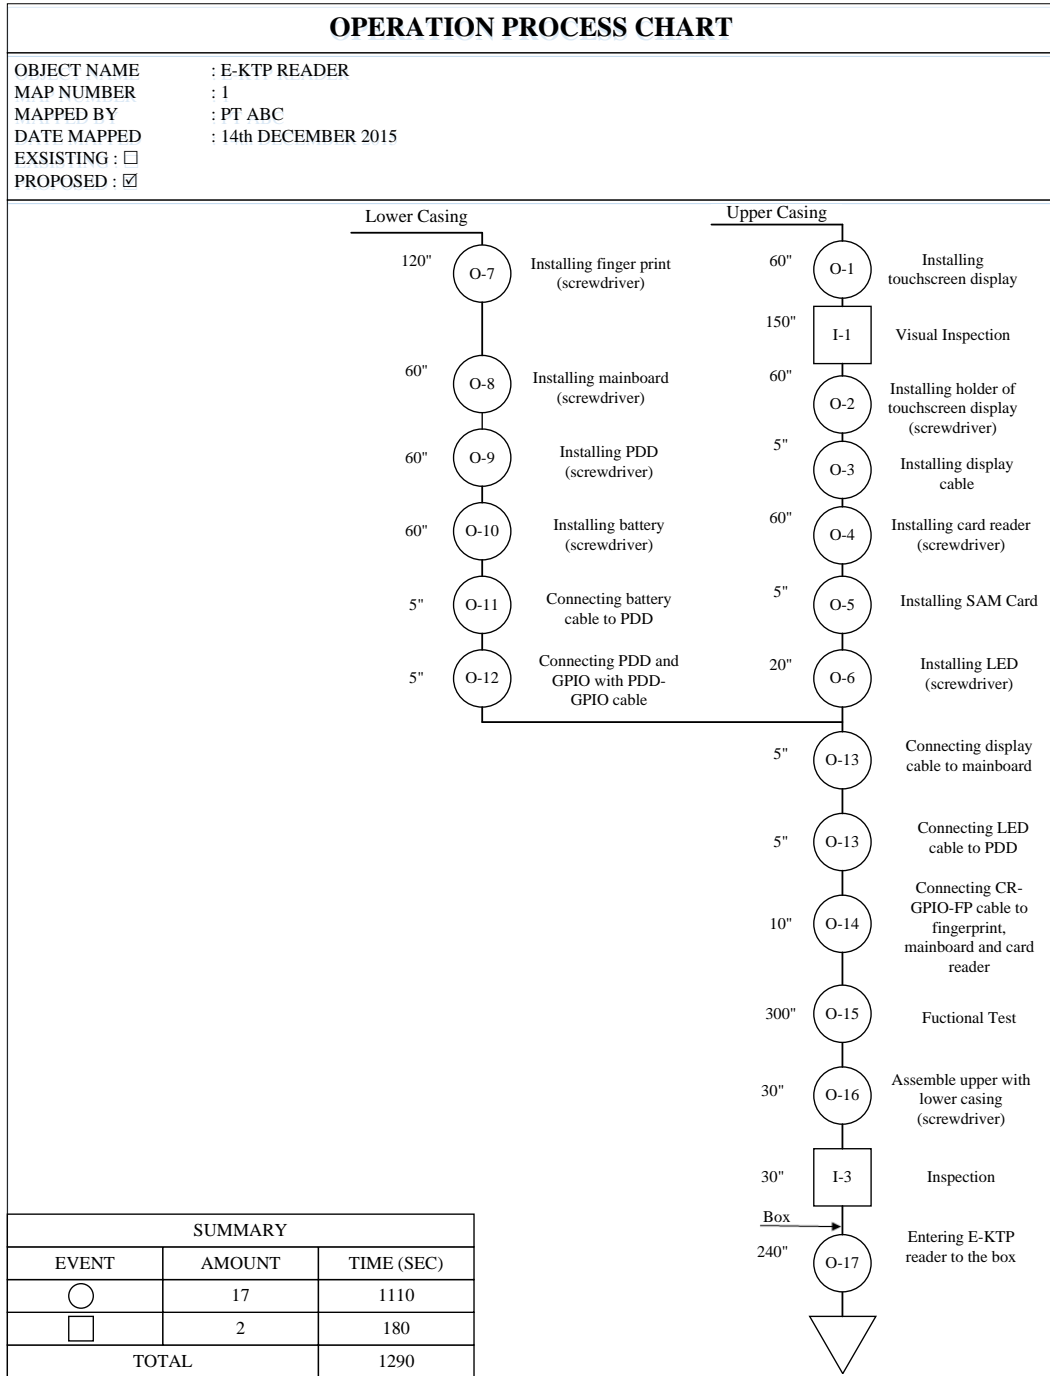 OPERATION PROCESS CHART
OBJECT NAME : E-KTP READER
MAP NUMBER : 1
MAPPED BY : PT ABC
DATE MAPPED : 14th DECEMBER 2015
EXSISTING : ☐
PROPOSED : ☑
Lower Casing
120"
O-7
Installing finger print
(screwdriver)
60"
O-8
Installing mainboard
(screwdriver)
60"
O-9
Installing PDD
(screwdriver)
60"
O-10
Installing battery
(screwdriver)
5"
O-11
Connecting battery
cable to PDD
5"
O-12
Connecting PDD and
GPIO with PDD-
GPIO cable
Upper Casing
60"
O-1
Installing
touchscreen display
150"
I-1
Visual Inspection
60"
O-2
Installing holder of
touchscreen display
(screwdriver)
5"
O-3
Installing display
cable
60"
O-4
Installing card reader
(screwdriver)
5"
O-5
Installing SAM Card
20"
O-6
Installing LED
(screwdriver)
5"
O-13
Connecting display
cable to mainboard
5"
O-13
Connecting LED
cable to PDD
10"
O-14
Connecting CR-
GPIO-FP cable to
fingerprint,
mainboard and card
reader
300"
O-15
Fuctional Test
30"
O-16
Assemble upper with
lower casing
(screwdriver)
30"
I-3
Inspection
Box
240"
O-17
Entering E-KTP
reader to the box
SUMMARY
EVENT AMOUNT TIME (SEC)
17 1110
2 180
TOTAL 1290